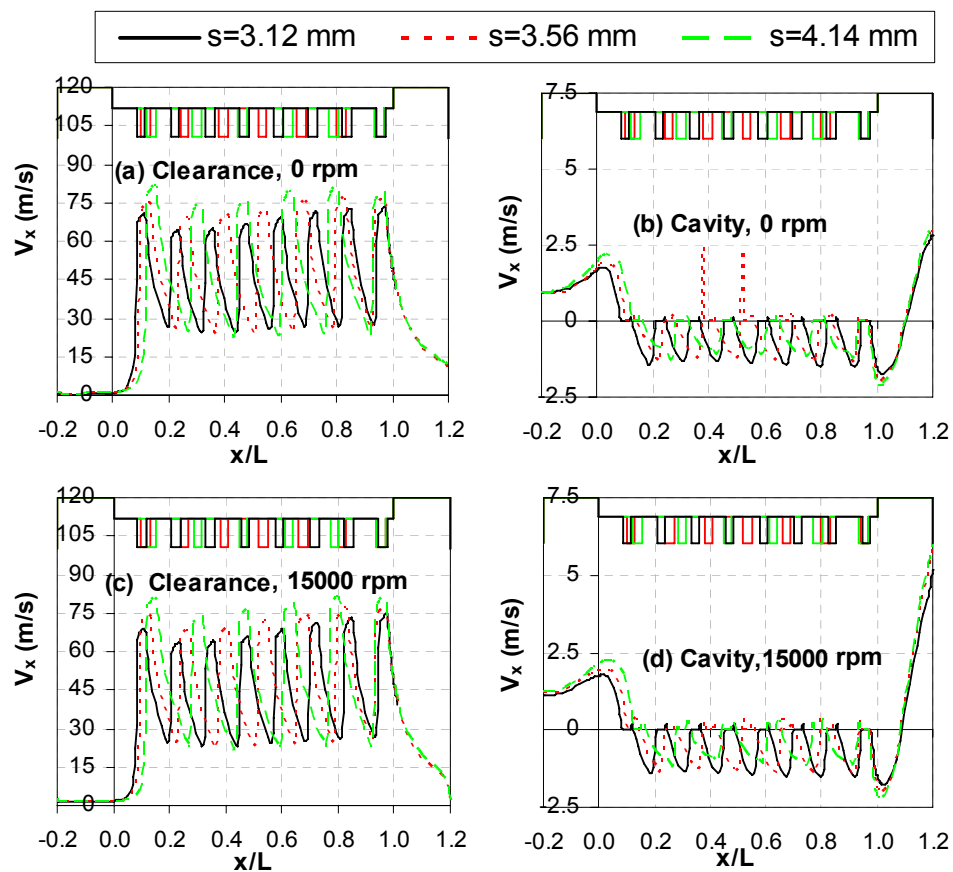 s=3.12 mm s=3.56 mm s=4.14 mm
120
105
90
75
60
45
30
15
0
Vx (m/s)
(a) Clearance, 0 rpm
-0.2 0.0 0.2 0.4 0.6 0.8 1.0 1.2
x/L
7.5
5
2.5
0
-2.5
Vx (m/s)
(b) Cavity, 0 rpm
-0.2 0.0 0.2 0.4 0.6 0.8 1.0 1.2
x/L
120
105
90
75
60
45
30
15
0
Vx (m/s)
(c) Clearance, 15000 rpm
-0.2 0.0 0.2 0.4 0.6 0.8 1.0 1.2
x/L
7.5
5
2.5
0
-2.5
Vx (m/s)
(d) Cavity,15000 rpm
-0.2 0.0 0.2 0.4 0.6 0.8 1.0 1.2
x/L